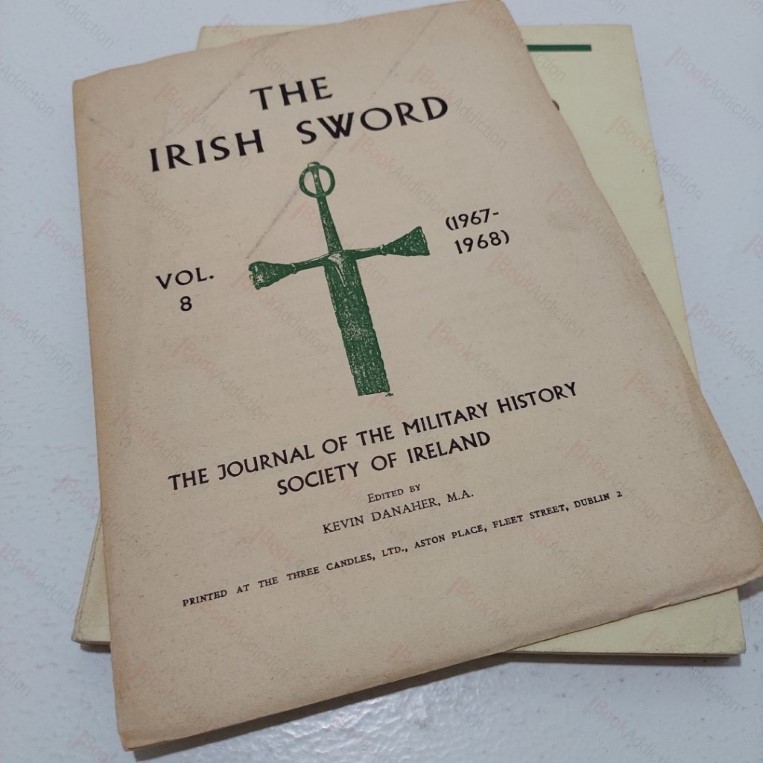 THE
IRISH SWORD
VOL.
8
(1967-
1968)
THE JOURNAL OF THE MILITARY HISTORY
SOCIETY OF IRELAND
EDITED BY
KEVIN DANAHER, M.A.
PRINTED AT THE THREE CANDLES, LTD., ASTON PLACE, FLEET STREET, DUBLIN 2
BookAddiction